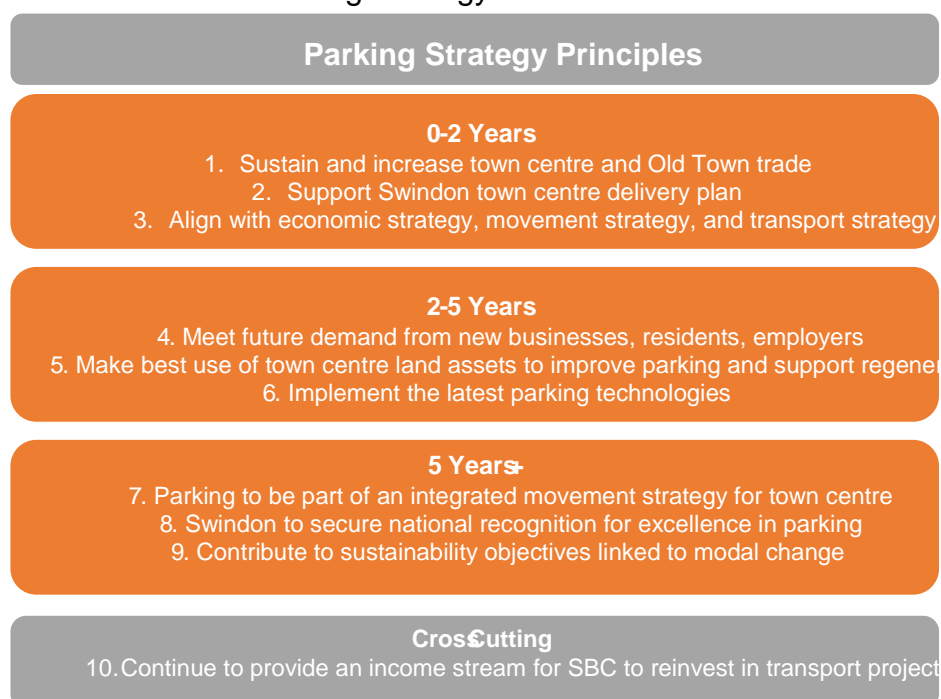 Parking Strategy Principles
0-2 Years
1. Sustain and increase town centre and Old Town trade
2. Support Swindon town centre delivery plan
3. Align with economic strategy, movement strategy, and transport strategy
2-5 Years
4. Meet future demand from new businesses, residents, employers
5. Make best use of town centre land assets to improve parking and support regener
6. Implement the latest parking technologies
5 Years+
7. Parking to be part of an integrated movement strategy for town centre
8. Swindon to secure national recognition for excellence in parking
9. Contribute to sustainability objectives linked to modal change
Cross Cutting
10. Continue to provide an income stream for SBC to reinvest in transport project